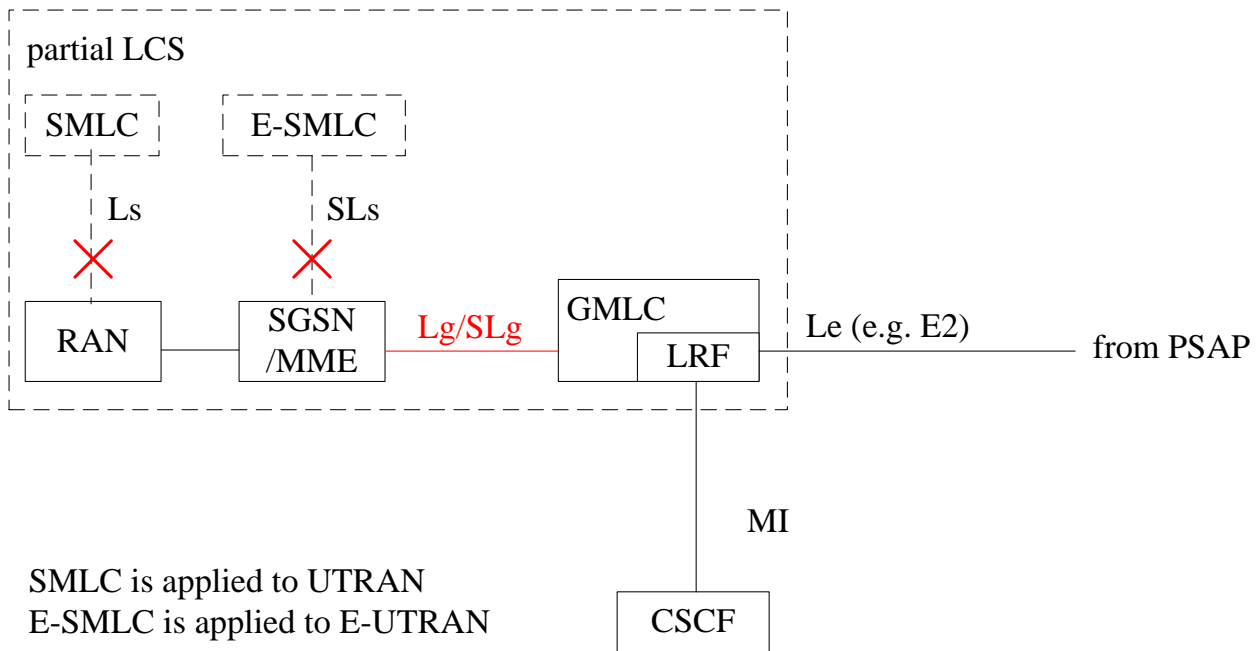 partial LCS
SMLC
E-SMLC
Ls
SLs
RAN
SGSN
/MME
Lg/SLg
GMLC
LRF
Le (e.g. E2)
from PSAP
MI
SMLC is applied to UTRAN
E-SMLC is applied to E-UTRAN
CSCF